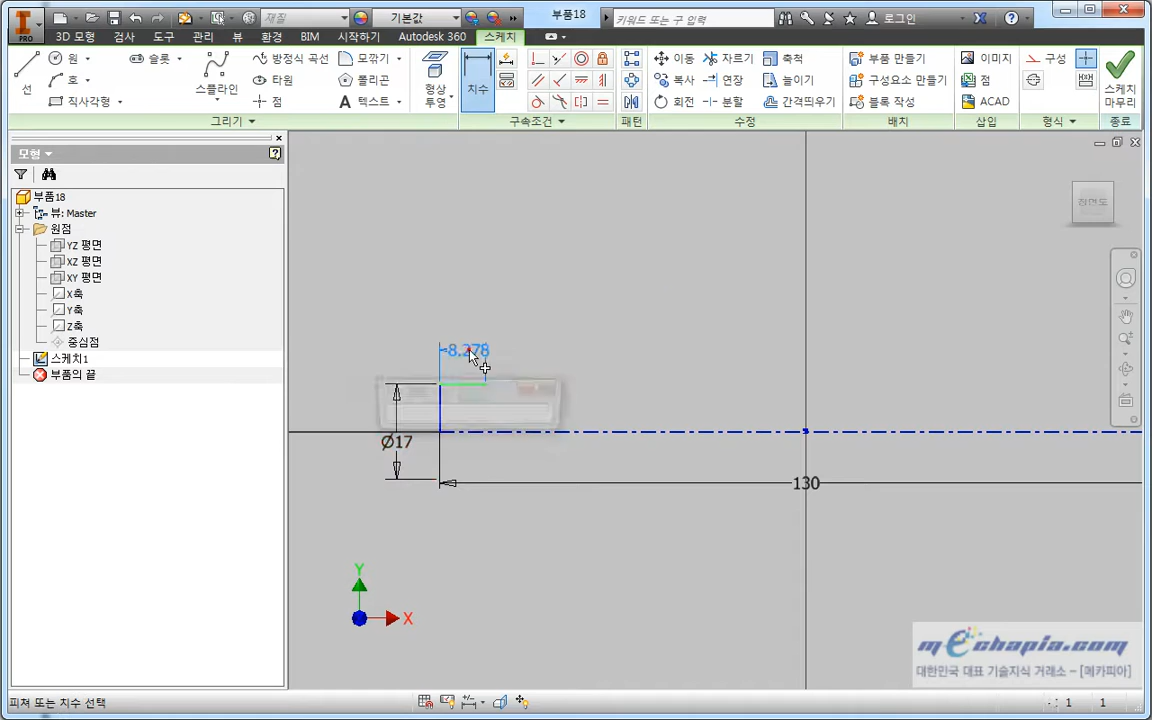 재질
기본값
부품18
키워드 또는 구 입력
로그인
PRO
3D 모형
검사
도구
관리
뷰
환경
BIM
시작하기
Autodesk 360
스케치
선
원
호
직사각형
슬롯
스플라인
방정식 곡선
타원
점
모깎기
폴리곤
텍스트
형상
투영
치수
이동
복사
회전
자르기
연장
분할
축척
늘이기
간격띄우기
부품 만들기
구성요소 만들기
블록 작성
이미지
점
ACAD
구성
스케치
마무리
그리기
구속조건
패턴
수정
배치
삽입
형식
종료
모형
부품18
뷰: Master
원점
YZ 평면
XZ 평면
XY 평면
X축
Y축
Z축
중심점
스케치1
부품의 끝
정면도
8.278
Ø17
130
Y
X
mechapia.com
대한민국 대표 기술지식 거래소 – [메카피아]
피쳐 또는 치수 선택
1
1